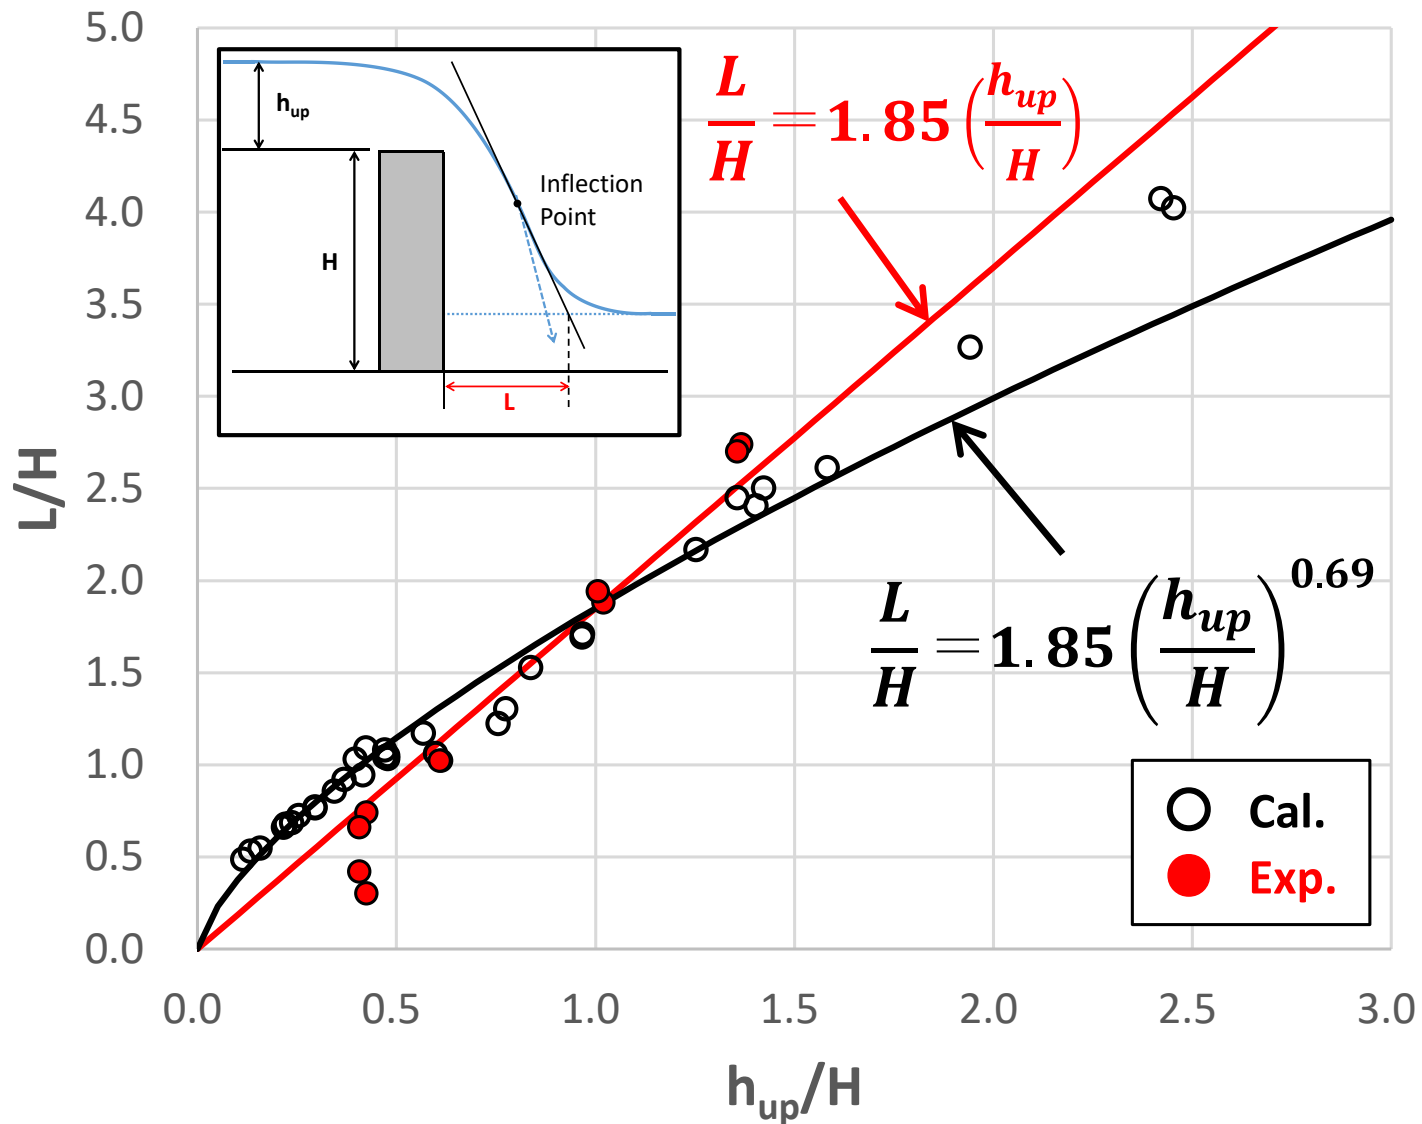 5.0
4.5
4.0
3.5
3.0
2.5
2.0
1.5
1.0
0.5
0.0
L/H
h_up
H
Inflection
Point
L
L/H = 1.85 (h_up/H)
L/H = 1.85 (h_up/H)^0.69
Cal.
Exp.
0.0 0.5 1.0 1.5 2.0 2.5 3.0
h_up/H